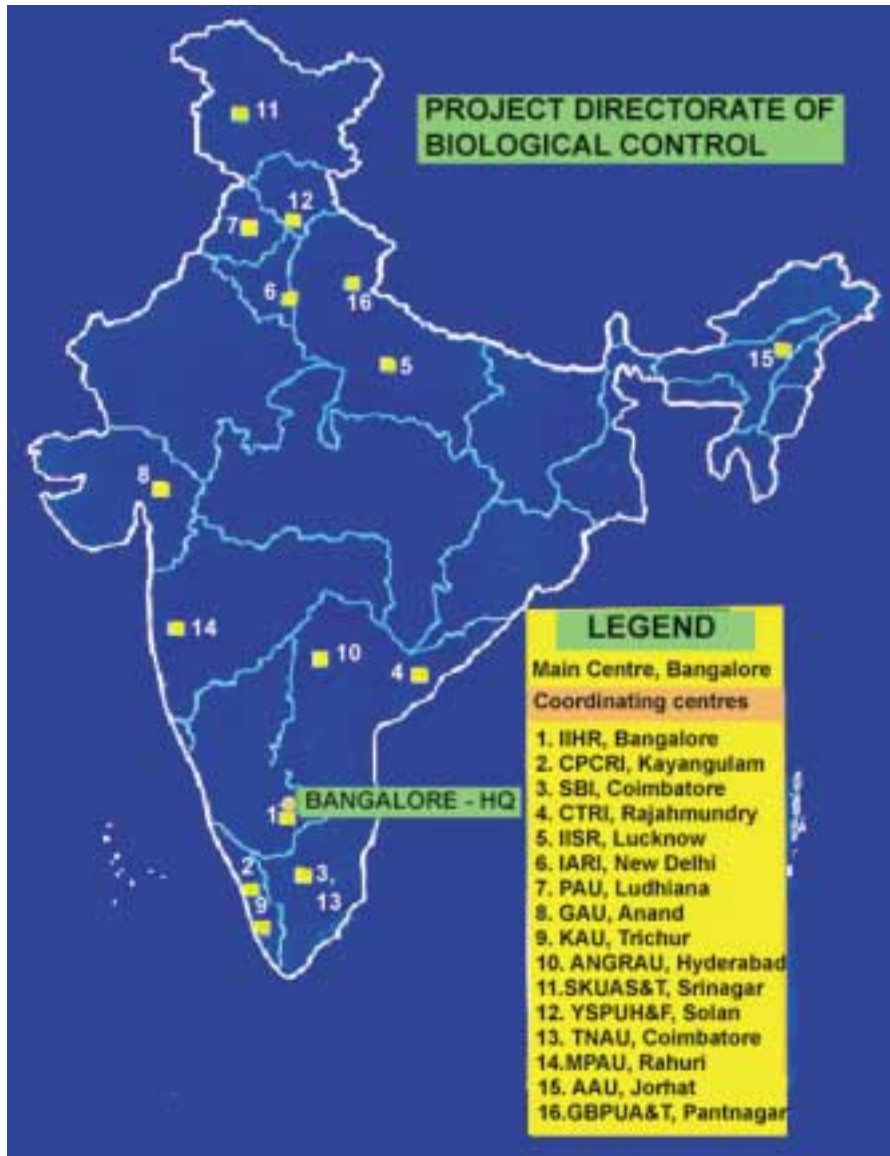 PROJECT DIRECTORATE OF
BIOLOGICAL CONTROL
11
12
7
6
16
5
15
8
14
10
4
1
BANGALORE - HQ
2
3,
13
9
LEGEND
Main Centre, Bangalore
Coordinating centres
1. IIHR, Bangalore
2. CPCRI, Kayangulam
3. SBI, Coimbatore
4. CTRI, Rajahmundry
5. IISR, Lucknow
6. IARI, New Delhi
7. PAU, Ludhiana
8. GAU, Anand
9. KAU, Trichur
10. ANGRAU, Hyderabad
11.SKUAS&T, Srinagar
12. YSPUH&F, Solan
13. TNAU, Coimbatore
14.MPAU, Rahuri
15. AAU, Jorhat
16.GBPUA&T, Pantnagar